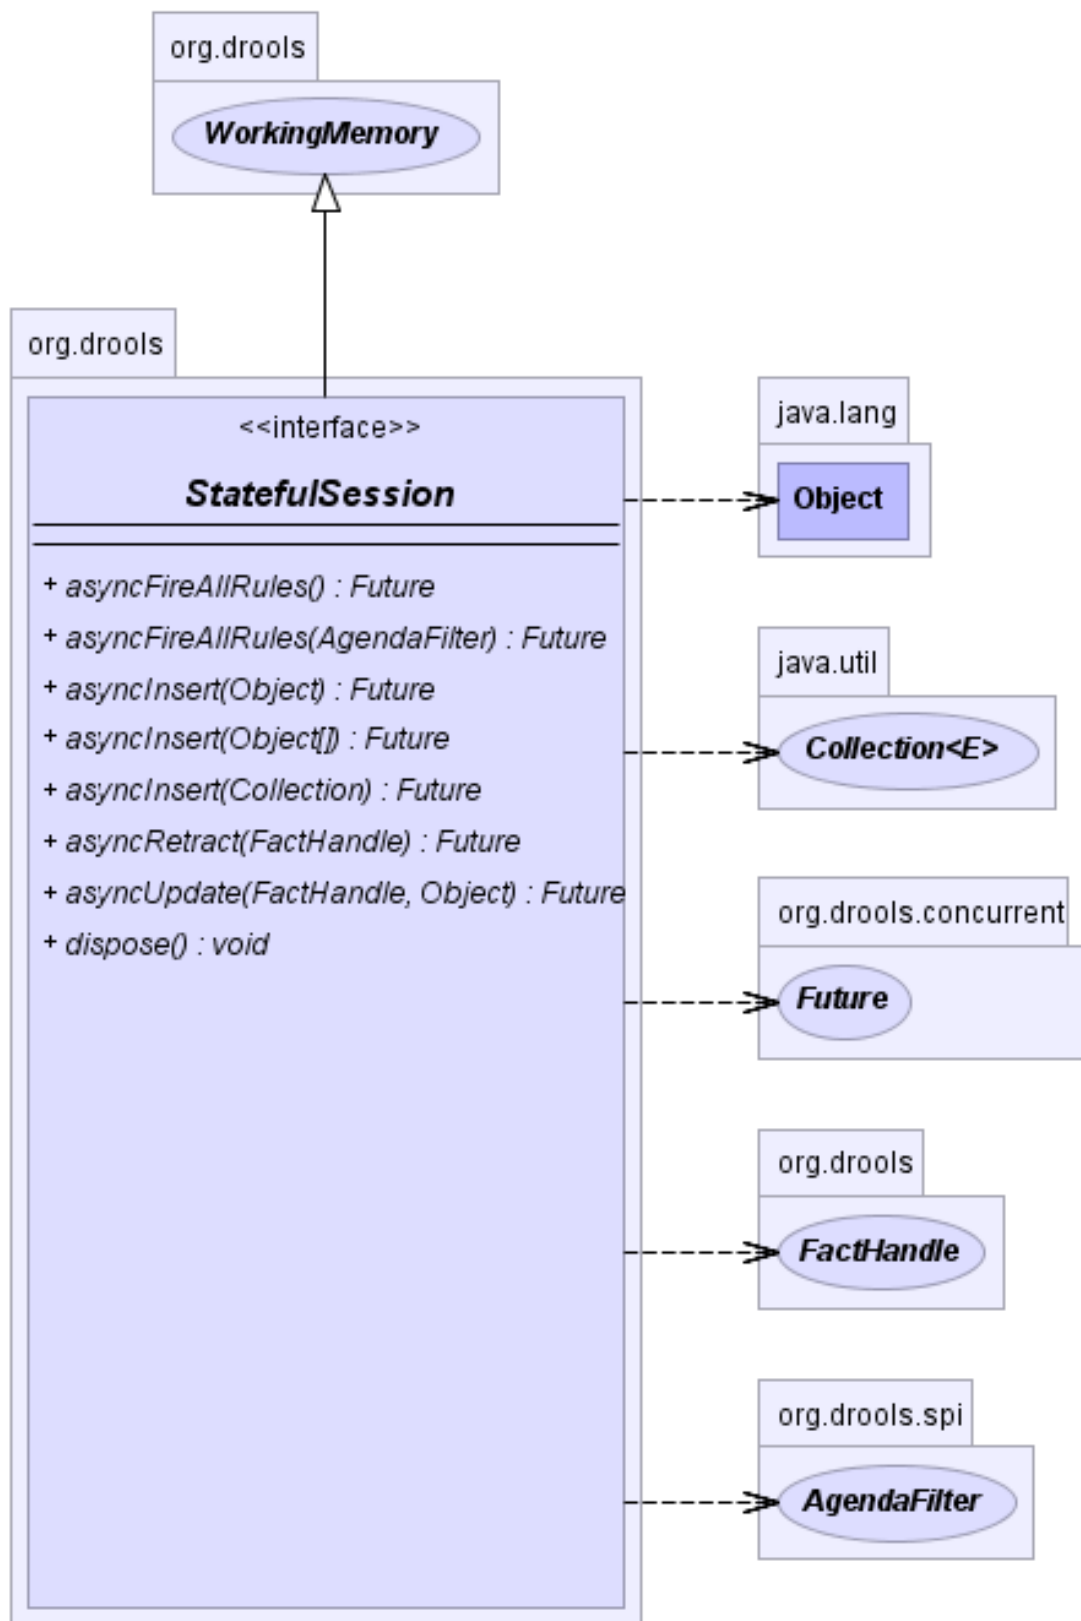 org.drools
WorkingMemory
org.drools
<<interface>>
StatefulSession
+ asyncFireAllRules() : Future
+ asyncFireAllRules(AgendaFilter) : Future
+ asyncInsert(Object) : Future
+ asyncInsert(Object[]) : Future
+ asyncInsert(Collection) : Future
+ asyncRetract(FactHandle) : Future
+ asyncUpdate(FactHandle, Object) : Future
+ dispose() : void
java.lang
Object
java.util
Collection<E>
org.drools.concurrent
Future
org.drools
FactHandle
org.drools.spi
AgendaFilter